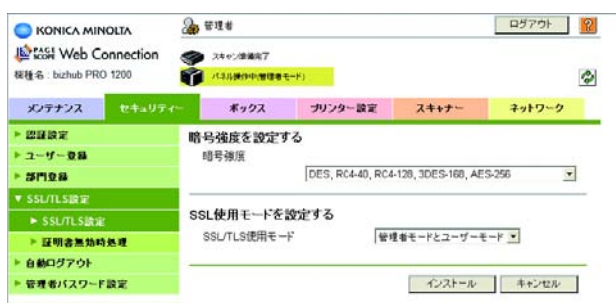 KONICA MINOLTA
管理者
ログアウト
?
PAGE SCOPE Web Connection
スキャン準備完了
機種名 : bizhub PRO 1200
パネル操作中(管理者モード)
メンテナンス
セキュリティー
ボックス
プリンター設定
スキャナー
ネットワーク
認証設定
ユーザー登録
部門登録
SSL/TLS設定
SSL/TLS設定
証明書無効時処理
自動ログアウト
管理者パスワード設定
暗号強度を設定する
暗号強度
DES, RC4-40, RC4-128, 3DES-168, AES-256
SSL使用モードを設定する
SSL/TLS使用モード
管理者モードとユーザーモード
インストール
キャンセル